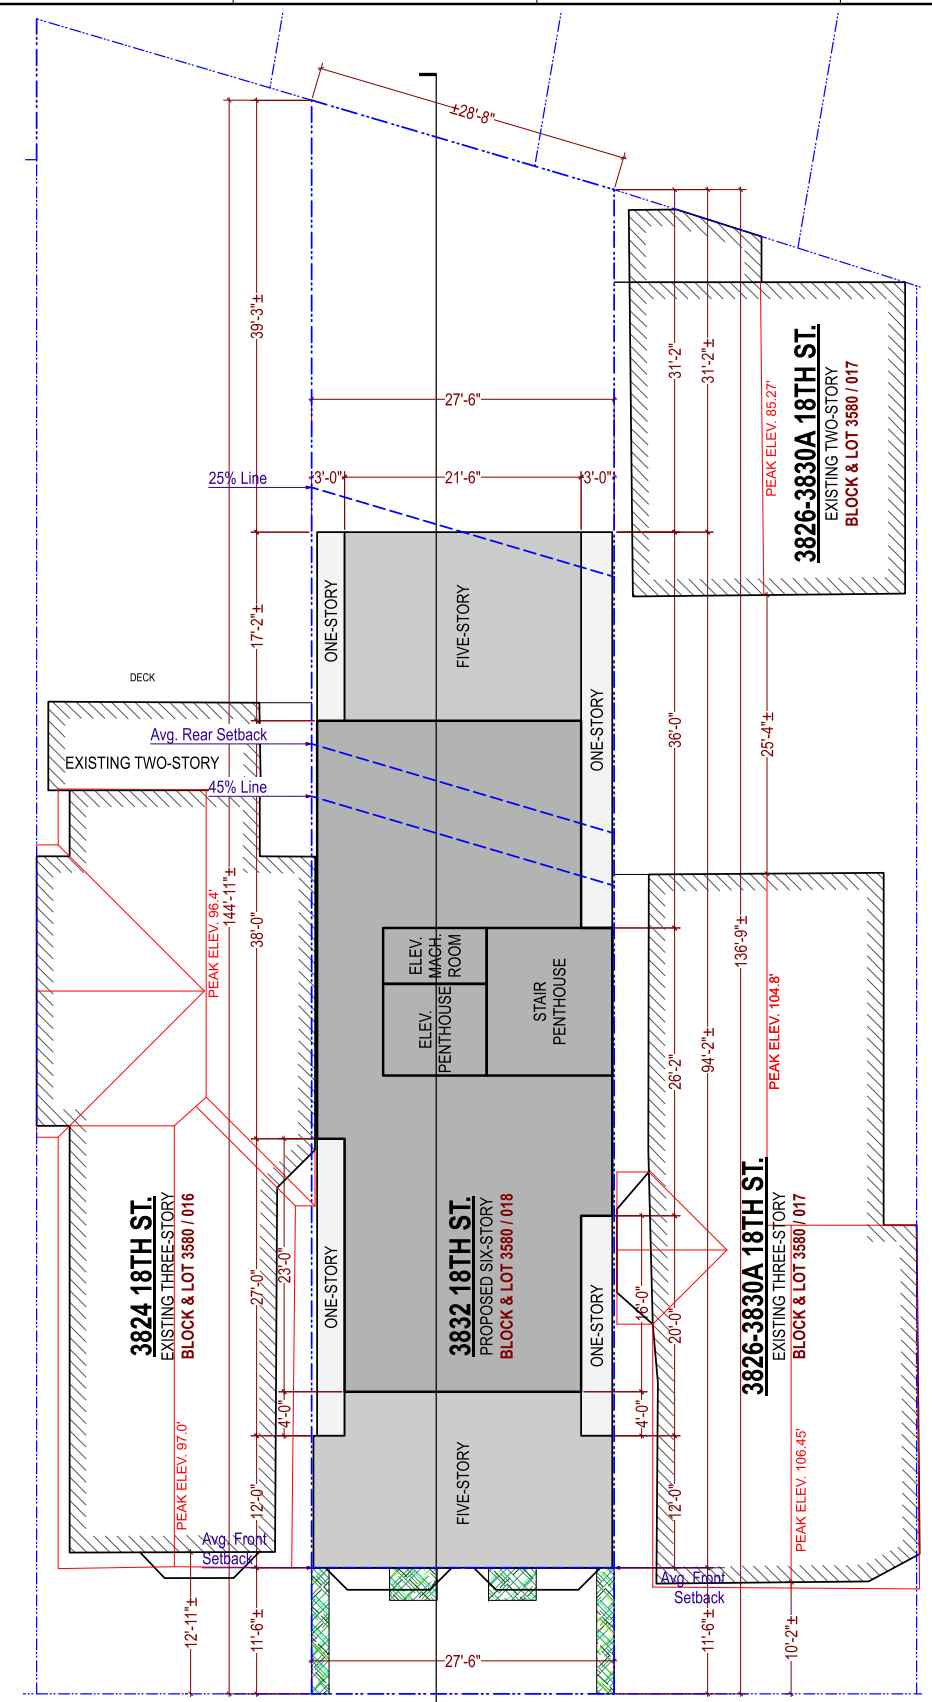 ±28'-8"
39'-3"±
31'-2"
31'-2"±
27'-6"
25% Line
3'-0"
21'-6"
3'-0"
PEAK ELEV. 85.27'
3826-3830A 18TH ST.
EXISTING TWO-STORY
BLOCK & LOT 3580 / 017
17'-2"±
ONE-STORY
FIVE-STORY
ONE-STORY
DECK
Avg. Rear Setback
EXISTING TWO-STORY
45% Line
36'-0"
25'-4"±
PEAK ELEV. 96.4'
144'-11"±
38'-0"
ELEV.
MACH.
ROOM
ELEV.
PENTHOUSE
STAIR
PENTHOUSE
136'-9"±
94'-2"±
26'-2"
PEAK ELEV. 104.8'
3824 18TH ST.
EXISTING THREE-STORY
BLOCK & LOT 3580 / 016
27'-0"
23'-0"
ONE-STORY
3832 18TH ST.
PROPOSED SIX-STORY
BLOCK & LOT 3580 / 018
ONE-STORY
16'-0"
20'-0"
3826-3830A 18TH ST.
EXISTING THREE-STORY
BLOCK & LOT 3580 / 017
4'-0"
4'-0"
PEAK ELEV. 97.0'
12'-0"
FIVE-STORY
12'-0"
PEAK ELEV. 106.45'
Avg. Front
Setback
Avg. Front
Setback
12'-11"±
11'-6"±
27'-6"
11'-6"±
10'-2"±